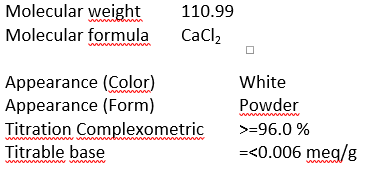 Molecular weight 110.99
Molecular formula CaCl₂
Appearance (Color) White
Appearance (Form) Powder
Titration Complexometric >=96.0 %
Titrable base =<0.006 meq/g